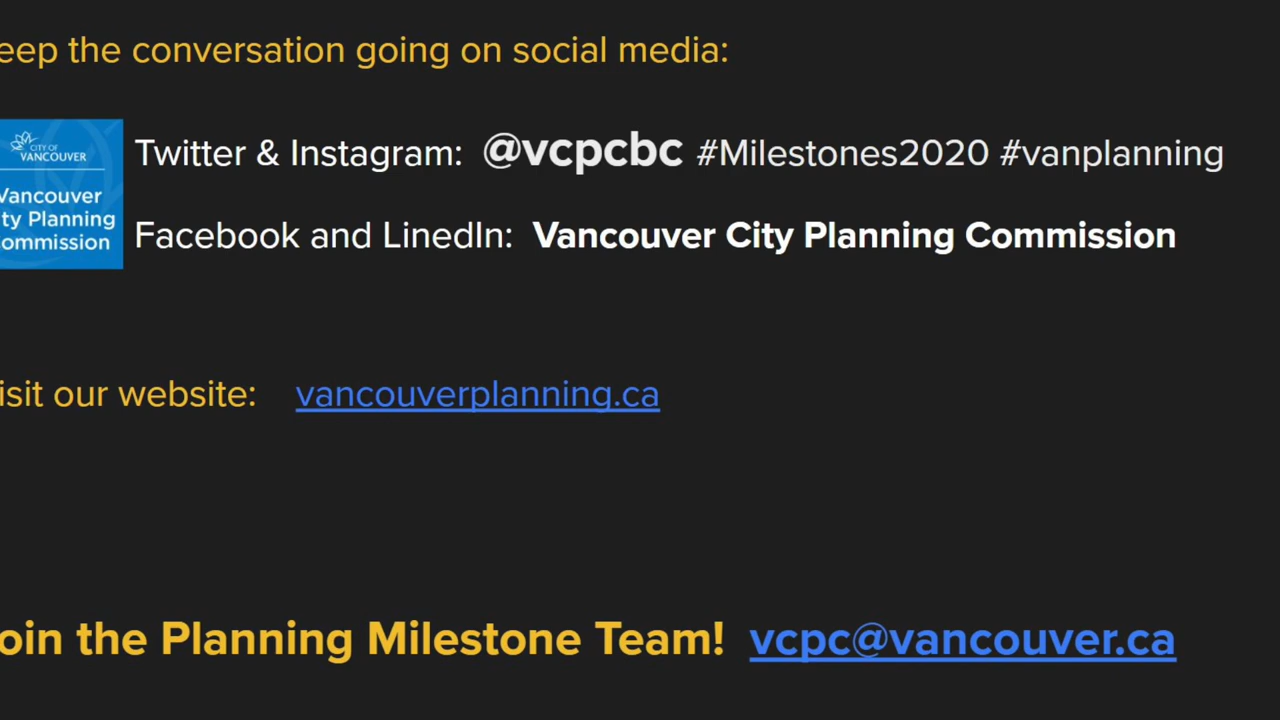 eep the conversation going on social media:
CITY OF
VANCOUVER
Vancouver
ty Planning
ommission
Twitter & Instagram: @vcpcbc #Milestones2020 #vanplanning
Facebook and LinedIn: Vancouver City Planning Commission
isit our website: vancouverplanning.ca
oin the Planning Milestone Team! vcpc@vancouver.ca